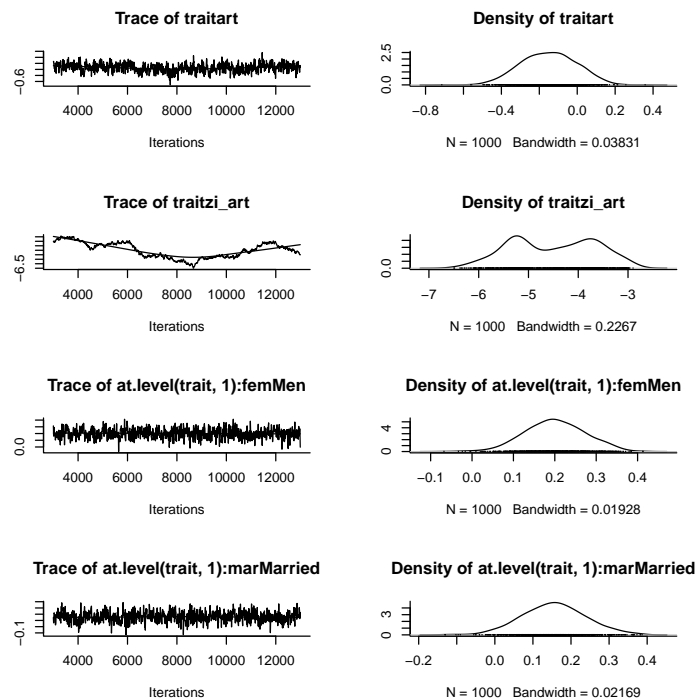 Trace of traitart
−0.6
4000 6000 8000 10000 12000
Iterations
Density of traitart
2.5
0.0
−0.8 −0.4 0.0 0.2 0.4
N = 1000 Bandwidth = 0.03831
Trace of traitzi_art
−6.5
4000 6000 8000 10000 12000
Iterations
Density of traitzi_art
0.0
−7 −6 −5 −4 −3
N = 1000 Bandwidth = 0.2267
Trace of at.level(trait, 1):femMen
0.0
4000 6000 8000 10000 12000
Iterations
Density of at.level(trait, 1):femMen
4
0
−0.1 0.0 0.1 0.2 0.3 0.4
N = 1000 Bandwidth = 0.01928
Trace of at.level(trait, 1):marMarried
−0.1
4000 6000 8000 10000 12000
Iterations
Density of at.level(trait, 1):marMarried
3
0
−0.2 0.0 0.1 0.2 0.3 0.4
N = 1000 Bandwidth = 0.02169